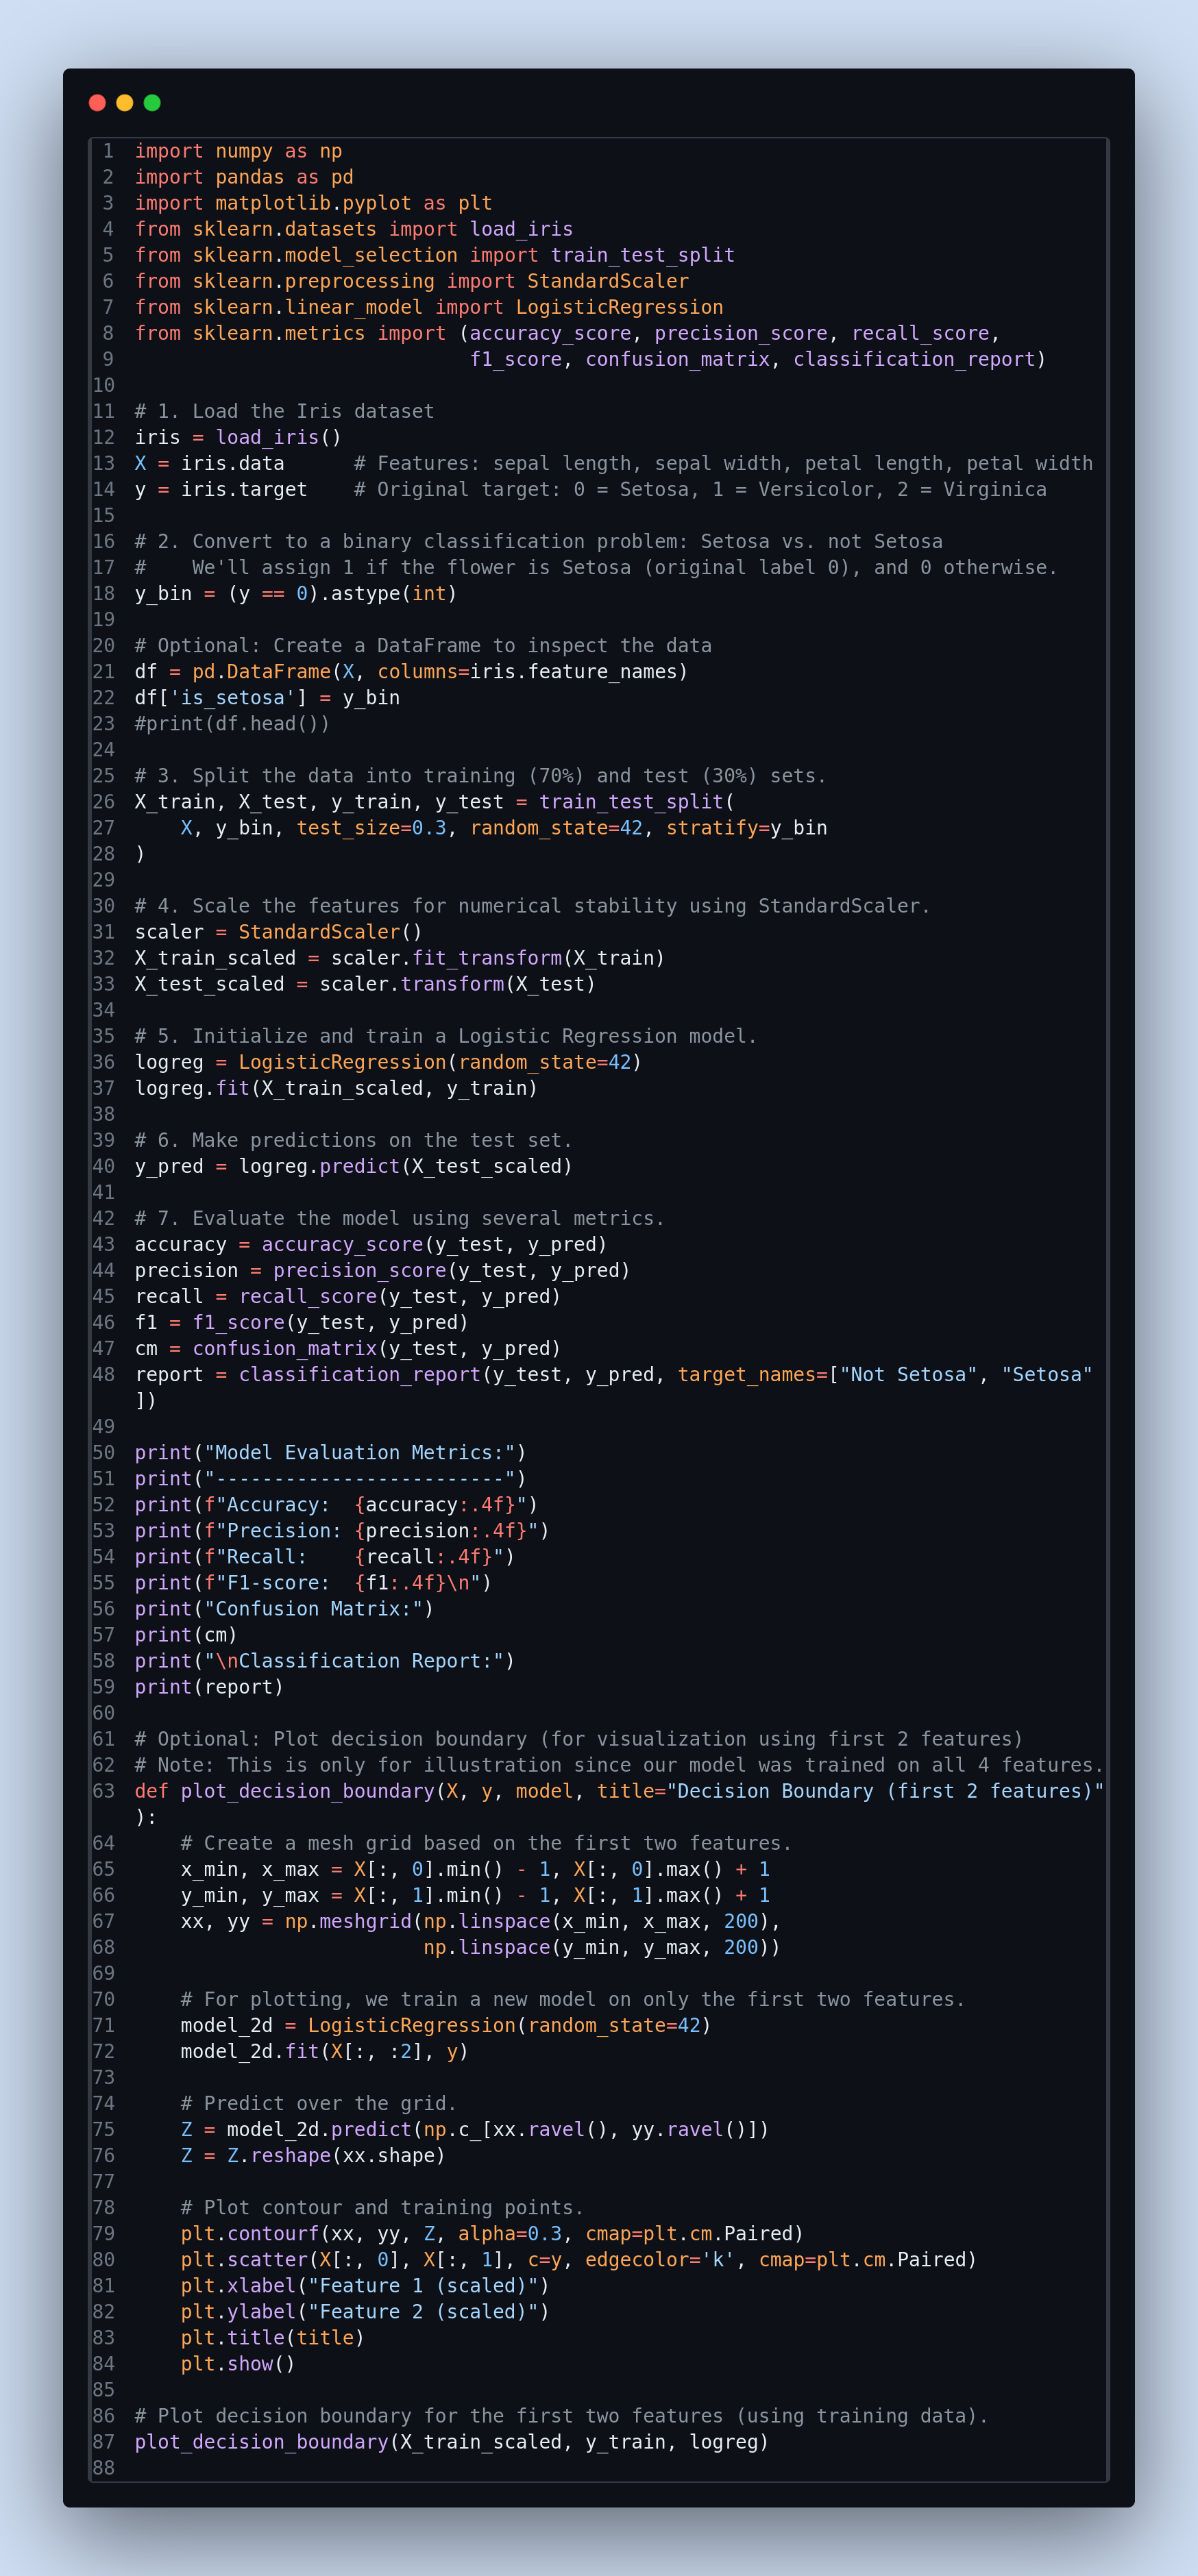 1 import numpy as np
2 import pandas as pd
3 import matplotlib.pyplot as plt
4 from sklearn.datasets import load_iris
5 from sklearn.model_selection import train_test_split
6 from sklearn.preprocessing import StandardScaler
7 from sklearn.linear_model import LogisticRegression
8 from sklearn.metrics import (accuracy_score, precision_score, recall_score,
9                              f1_score, confusion_matrix, classification_report)
10
11 # 1. Load the Iris dataset
12 iris = load_iris()
13 X = iris.data      # Features: sepal length, sepal width, petal length, petal width
14 y = iris.target    # Original target: 0 = Setosa, 1 = Versicolor, 2 = Virginica
15
16 # 2. Convert to a binary classification problem: Setosa vs. not Setosa
17 #    We'll assign 1 if the flower is Setosa (original label 0), and 0 otherwise.
18 y_bin = (y == 0).astype(int)
19
20 # Optional: Create a DataFrame to inspect the data
21 df = pd.DataFrame(X, columns=iris.feature_names)
22 df['is_setosa'] = y_bin
23 #print(df.head())
24
25 # 3. Split the data into training (70%) and test (30%) sets.
26 X_train, X_test, y_train, y_test = train_test_split(
27     X, y_bin, test_size=0.3, random_state=42, stratify=y_bin
28 )
29
30 # 4. Scale the features for numerical stability using StandardScaler.
31 scaler = StandardScaler()
32 X_train_scaled = scaler.fit_transform(X_train)
33 X_test_scaled = scaler.transform(X_test)
34
35 # 5. Initialize and train a Logistic Regression model.
36 logreg = LogisticRegression(random_state=42)
37 logreg.fit(X_train_scaled, y_train)
38
39 # 6. Make predictions on the test set.
40 y_pred = logreg.predict(X_test_scaled)
41
42 # 7. Evaluate the model using several metrics.
43 accuracy = accuracy_score(y_test, y_pred)
44 precision = precision_score(y_test, y_pred)
45 recall = recall_score(y_test, y_pred)
46 f1 = f1_score(y_test, y_pred)
47 cm = confusion_matrix(y_test, y_pred)
48 report = classification_report(y_test, y_pred, target_names=["Not Setosa", "Setosa"
])
49
50 print("Model Evaluation Metrics:")
51 print("-------------------------")
52 print(f"Accuracy:  {accuracy:.4f}")
53 print(f"Precision: {precision:.4f}")
54 print(f"Recall:    {recall:.4f}")
55 print(f"F1-score:  {f1:.4f}\n")
56 print("Confusion Matrix:")
57 print(cm)
58 print("\nClassification Report:")
59 print(report)
60
61 # Optional: Plot decision boundary (for visualization using first 2 features)
62 # Note: This is only for illustration since our model was trained on all 4 features.
63 def plot_decision_boundary(X, y, model, title="Decision Boundary (first 2 features)"
):
64     # Create a mesh grid based on the first two features.
65     x_min, x_max = X[:, 0].min() - 1, X[:, 0].max() + 1
66     y_min, y_max = X[:, 1].min() - 1, X[:, 1].max() + 1
67     xx, yy = np.meshgrid(np.linspace(x_min, x_max, 200),
68                          np.linspace(y_min, y_max, 200))
69
70     # For plotting, we train a new model on only the first two features.
71     model_2d = LogisticRegression(random_state=42)
72     model_2d.fit(X[:, :2], y)
73
74     # Predict over the grid.
75     Z = model_2d.predict(np.c_[xx.ravel(), yy.ravel()])
76     Z = Z.reshape(xx.shape)
77
78     # Plot contour and training points.
79     plt.contourf(xx, yy, Z, alpha=0.3, cmap=plt.cm.Paired)
80     plt.scatter(X[:, 0], X[:, 1], c=y, edgecolor='k', cmap=plt.cm.Paired)
81     plt.xlabel("Feature 1 (scaled)")
82     plt.ylabel("Feature 2 (scaled)")
83     plt.title(title)
84     plt.show()
85
86 # Plot decision boundary for the first two features (using training data).
87 plot_decision_boundary(X_train_scaled, y_train, logreg)
88